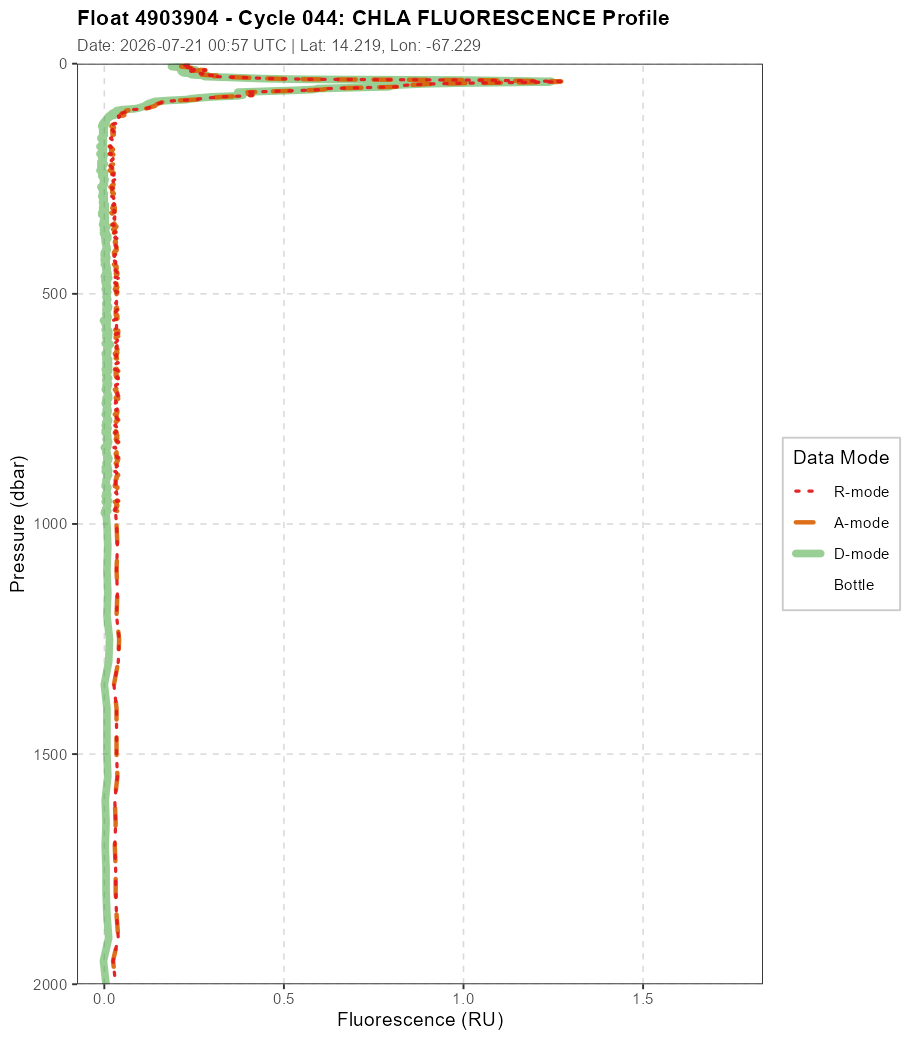 Float 4903904 - Cycle 044: CHLA FLUORESCENCE Profile
Date: 2026-07-21 00:57 UTC | Lat: 14.219, Lon: -67.229
0
500
1000
1500
2000
Pressure (dbar)
0.0
0.5
1.0
1.5
Fluorescence (RU)
Data Mode
R-mode
A-mode
D-mode
Bottle